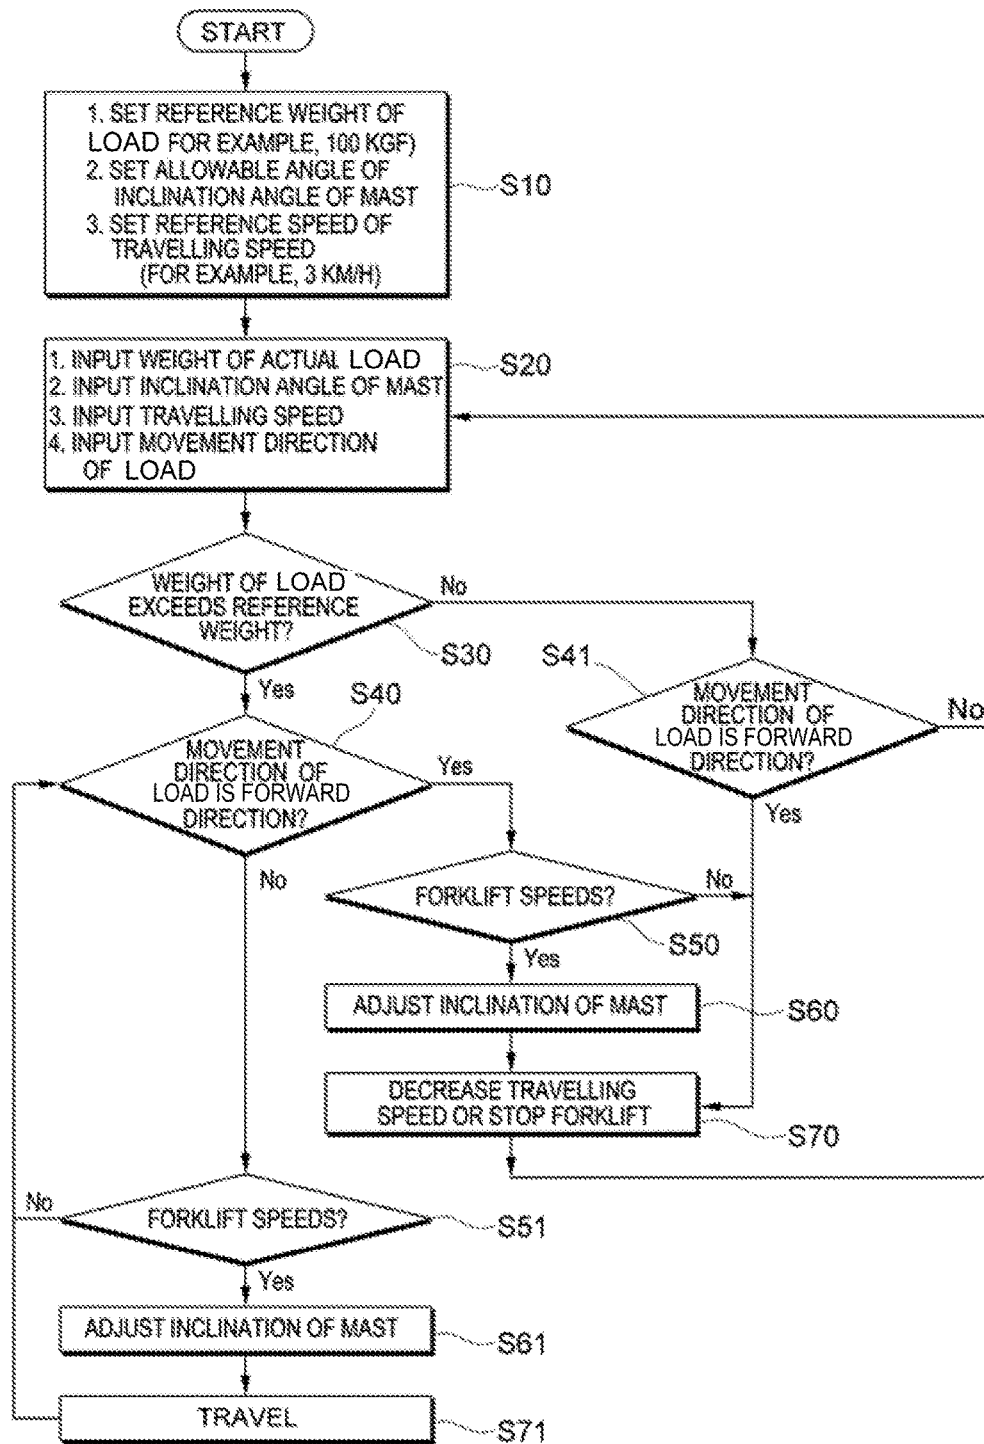 START
1. SET REFERENCE WEIGHT OF
LOAD FOR EXAMPLE, 100 KGF)
2. SET ALLOWABLE ANGLE OF
INCLINATION ANGLE OF MAST
3. SET REFERENCE SPEED OF
TRAVELLING SPEED
(FOR EXAMPLE, 3 KM/H)
S10
1. INPUT WEIGHT OF ACTUAL LOAD
2. INPUT INCLINATION ANGLE OF MAST
3. INPUT TRAVELLING SPEED
4. INPUT MOVEMENT DIRECTION
OF LOAD
S20
WEIGHT OF LOAD
EXCEEDS REFERENCE
WEIGHT?
No
S30
Yes
S41
MOVEMENT
DIRECTION OF
LOAD IS FORWARD
DIRECTION?
No
Yes
S40
MOVEMENT
DIRECTION OF
LOAD IS FORWARD
DIRECTION?
Yes
No
FORKLIFT SPEEDS?
No
S50
Yes
ADJUST INCLINATION OF MAST
S60
DECREASE TRAVELLING
SPEED OR STOP FORKLIFT
S70
No
FORKLIFT SPEEDS?
S51
Yes
ADJUST INCLINATION OF MAST
S61
TRAVEL
S71